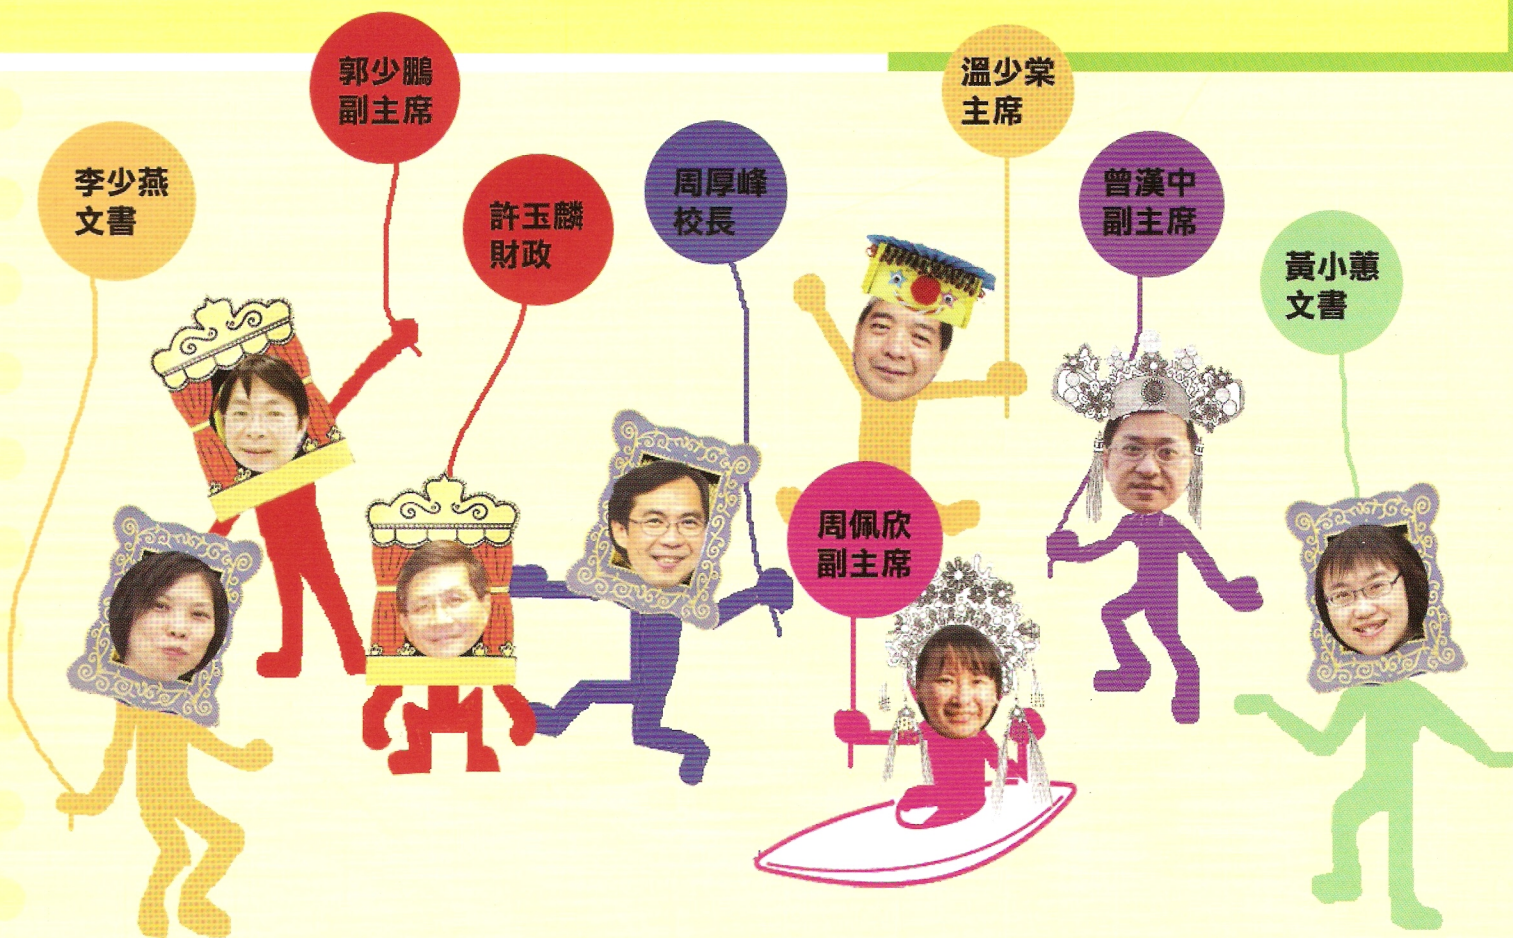 李少燕
文書
郭少鵬
副主席
許玉麟
財政
周厚峰
校長
周佩欣
副主席
溫少棠
主席
曾漢中
副主席
黃小蕙
文書